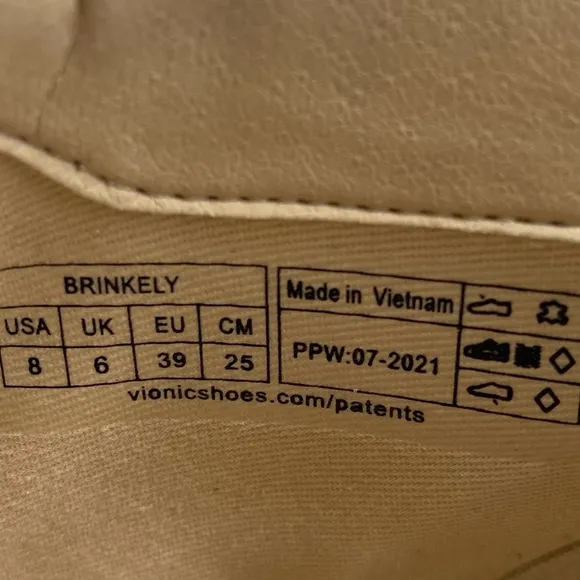 BRINKELY
USA UK EU CM
8 6 39 25
Made in Vietnam
PPW:07-2021
vionicshoes.com/patents